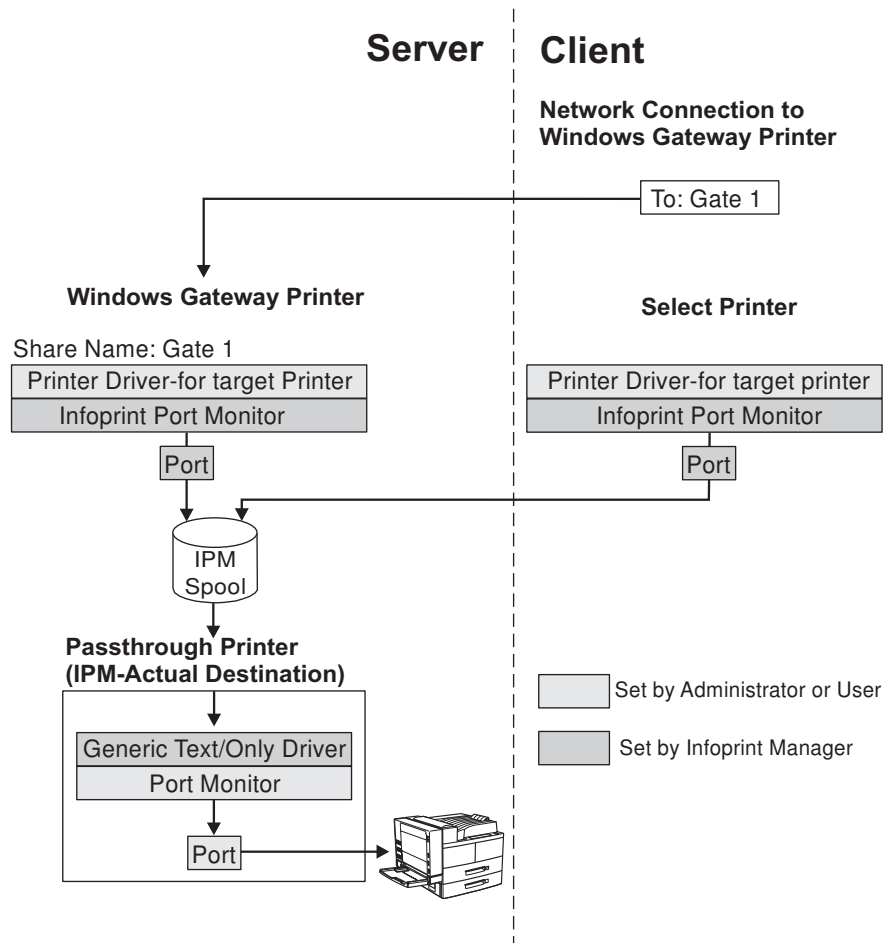 Server
Client
Network Connection to
Windows Gateway Printer
To: Gate 1
Windows Gateway Printer
Select Printer
Share Name: Gate 1
Printer Driver-for target Printer
Infoprint Port Monitor
Port
Printer Driver-for target printer
Infoprint Port Monitor
Port
IPM
Spool
Passthrough Printer
(IPM-Actual Destination)
Generic Text/Only Driver
Port Monitor
Port
Set by Administrator or User
Set by Infoprint Manager